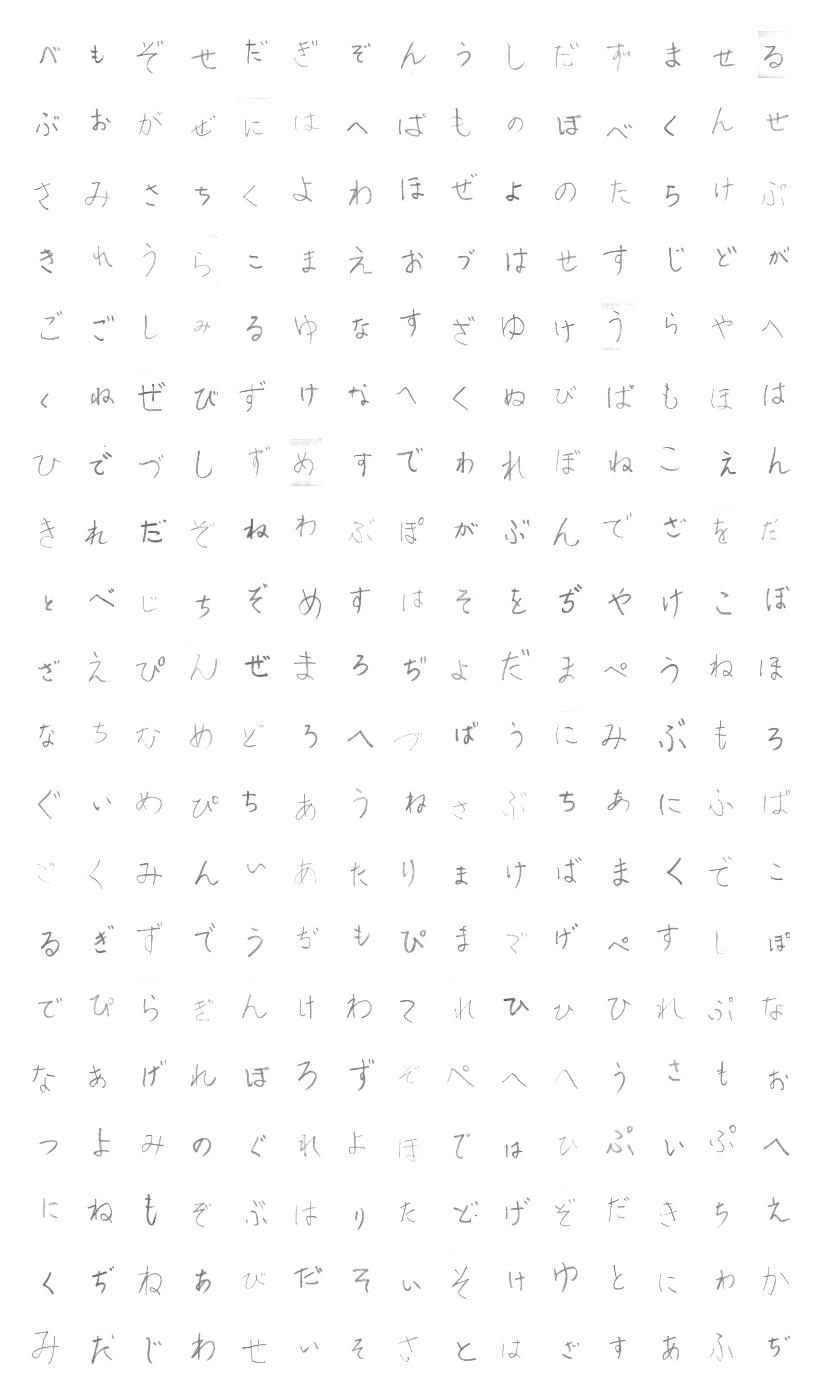 べもぞせだぎぞんうしだずませる
ぶおがぜにはへぱものぼべくんせ
さみさちくよわほぜよのたらけぷ
きれうらこまえおづはせすじどが
ごごしみるゆなすざゆけうらやへ
くねぜびずけなへくぬびぱもほは
ひでづしずめすでわれぼねこえん
きれだぞねわぶぽがぶんでざをだ
とべじちぞめすはそをぢやけこぼ
ざえぴんぜまろぢよだまぺうねほ
なちむめどろへづばうにみぶもろ
ぐいめぴちあうねさぶちあにふば
ごくみんいあたりまけばまくでこ
るぎずでうぢもぴまでげぺすしぽ
でぴらぎんけわてれひひひれぷな
なあげれぼろずぞぺへへうさもお
つよみのぐれよほではひぷいぷへ
にねもぞぶはりたどげぞだきちえ
くぢねあびだそいそけゆとにわか
みだじわせいそさとはざすあふぢ